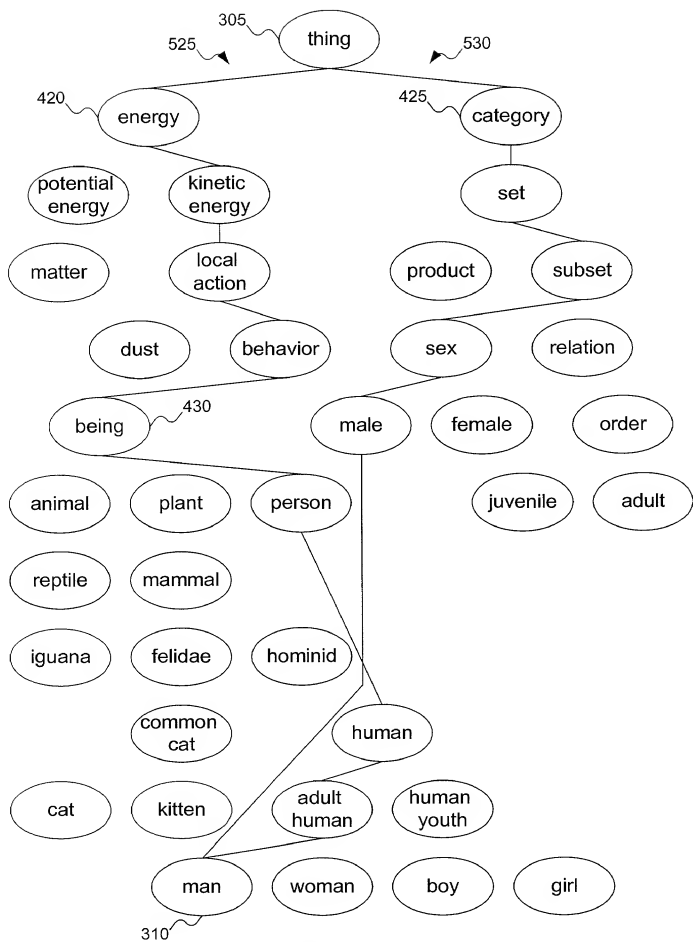 305
thing
525
530
420
energy
425
category
potential
energy
kinetic
energy
set
matter
local
action
product
subset
dust
behavior
sex
relation
being
430
male
female
order
animal
plant
person
juvenile
adult
reptile
mammal
iguana
felidae
hominid
common
cat
human
cat
kitten
adult
human
human
youth
man
woman
boy
girl
310